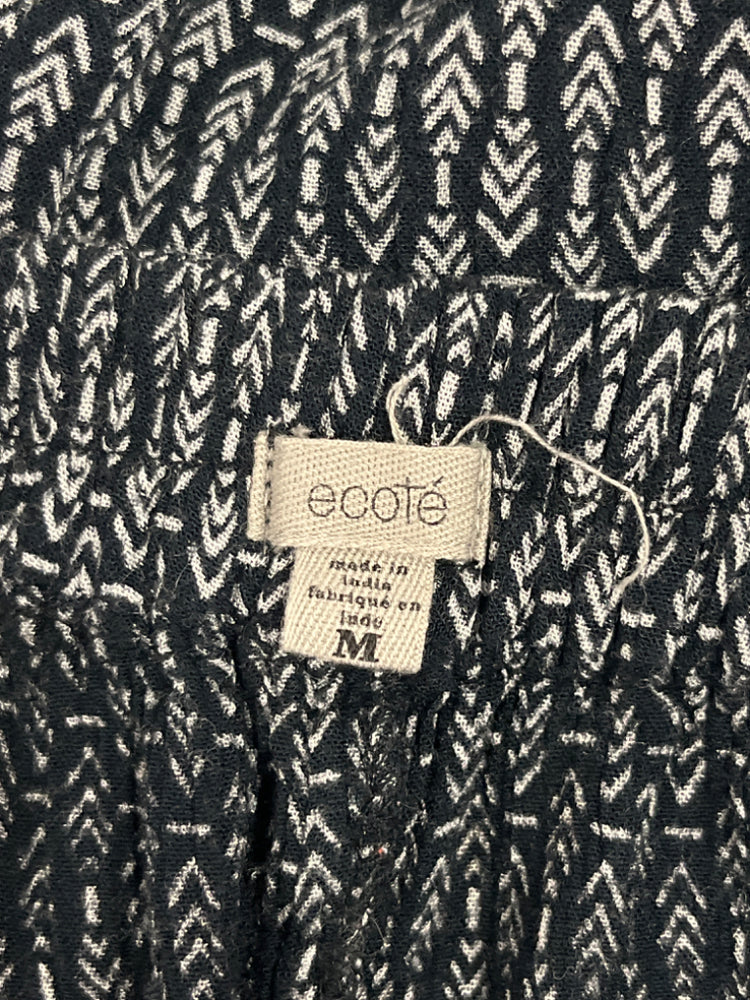 ecoTé
made in
India
fabriqué en
Inde
M